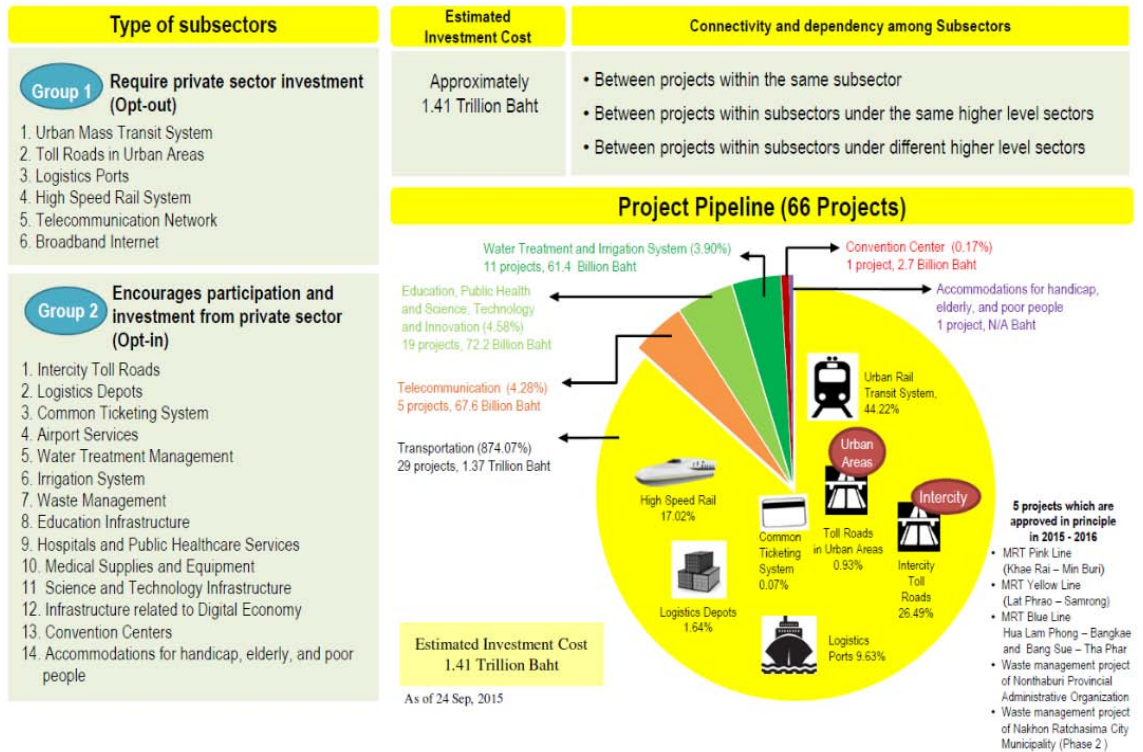 Type of subsectors
Group 1
Require private sector investment
(Opt-out)
1. Urban Mass Transit System
2. Toll Roads in Urban Areas
3. Logistics Ports
4. High Speed Rail System
5. Telecommunication Network
6. Broadband Internet
Group 2
Encourages participation and
investment from private sector
(Opt-in)
1. Intercity Toll Roads
2. Logistics Depots
3. Common Ticketing System
4. Airport Services
5. Water Treatment Management
6. Irrigation System
7. Waste Management
8. Education Infrastructure
9. Hospitals and Public Healthcare Services
10. Medical Supplies and Equipment
11 Science and Technology Infrastructure
12. Infrastructure related to Digital Economy
13. Convention Centers
14. Accommodations for handicap, elderly, and poor
people
Estimated
Investment Cost
Approximately
1.41 Trillion Baht
Connectivity and dependency among Subsectors
• Between projects within the same subsector
• Between projects within subsectors under the same higher level sectors
• Between projects within subsectors under different higher level sectors
Project Pipeline (66 Projects)
Water Treatment and Irrigation System (3.90%)
11 projects, 61.4 Billion Baht
Convention Center (0.17%)
1 project, 2.7 Billion Baht
Education, Public Health
and Science, Technology
and Innovation (4.58%)
19 projects, 72.2 Billion Baht
Accommodations for handicap,
elderly, and poor people
1 project, N/A Baht
Telecommunication (4.28%)
5 projects, 67.6 Billion Baht
Transportation (874.07%)
29 projects, 1.37 Trillion Baht
Urban Rail
Transit System,
44.22%
Urban
Areas
Intercity
High Speed Rail
17.02%
Common
Ticketing
System
0.07%
Toll Roads
in Urban Areas
0.93%
Intercity
Toll
Roads
26.49%
Logistics Depots
1.64%
Logistics
Ports 9.63%
Estimated Investment Cost
1.41 Trillion Baht
As of 24 Sep, 2015
5 projects which are
approved in principle
in 2015 - 2016
• MRT Pink Line
(Khae Rai – Min Buri)
• MRT Yellow Line
(Lat Phrao – Samrong)
• MRT Blue Line
Hua Lam Phong – Bangkae
and Bang Sue – Tha Phar
• Waste management project
of Nonthaburi Provincial
Administrative Organization
• Waste management project
of Nakhon Ratchasima City
Municipality (Phase 2 )